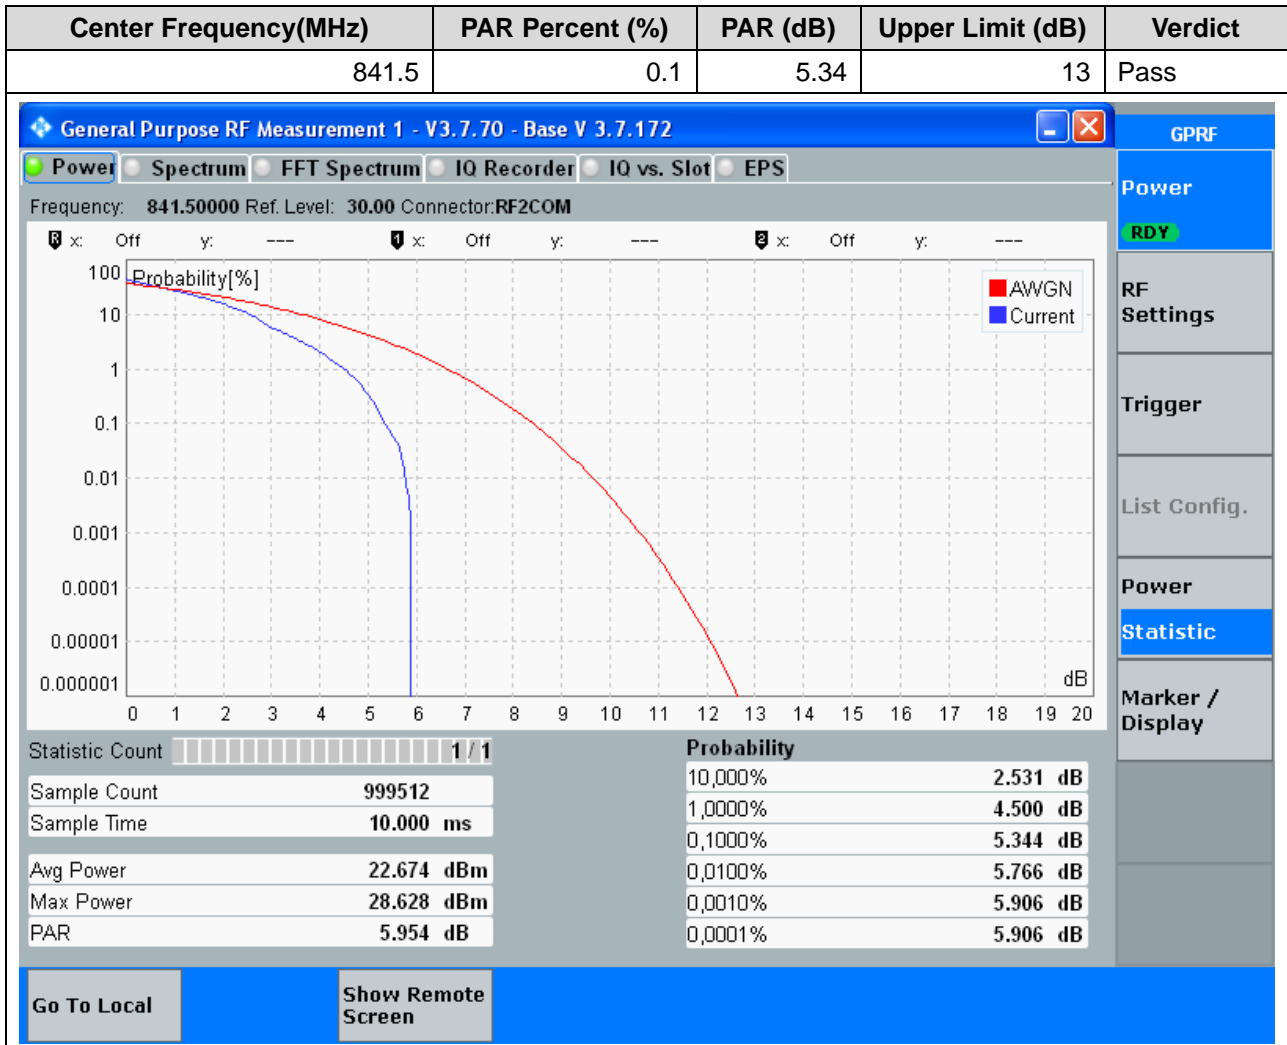 Center Frequency(MHz) PAR Percent (%) PAR (dB) Upper Limit (dB) Verdict
841.5 0.1 5.34 13 Pass
General Purpose RF Measurement 1 - V3.7.70 - Base V 3.7.172
GPRF
Power Spectrum FFT Spectrum IQ Recorder IQ vs. Slot EPS
Power
RDY
Frequency: 841.50000 Ref. Level: 30.00 Connector:RF2COM
R x: Off y: --- 1 x: Off y: --- 2 x: Off y: ---
Probability[%]
AWGN
Current
100
10
1
0.1
0.01
0.001
0.0001
0.00001
0.000001
dB
0 1 2 3 4 5 6 7 8 9 10 11 12 13 14 15 16 17 18 19 20
RF
Settings
Trigger
List Config.
Power
Statistic
Marker /
Display
Statistic Count 1 / 1
Sample Count 999512
Sample Time 10.000 ms
Avg Power 22.674 dBm
Max Power 28.628 dBm
PAR 5.954 dB
Probability
10,000% 2.531 dB
1,0000% 4.500 dB
0,1000% 5.344 dB
0,0100% 5.766 dB
0,0010% 5.906 dB
0,0001% 5.906 dB
Go To Local
Show Remote
Screen